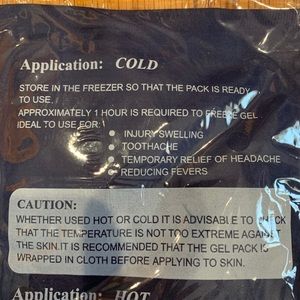 Application: COLD
STORE IN THE FREEZER SO THAT THE PACK IS READY
TO USE.
APPROXIMATELY 1 HOUR IS REQUIRED TO FREEZE GEL
IDEAL TO USE FOR:
INJURY SWELLING
TOOTHACHE
TEMPORARY RELIEF OF HEADACHE
REDUCING FEVERS
CAUTION:
WHETHER USED HOT OR COLD IT IS ADVISABLE TO CHECK
THAT THE TEMPERATURE IS NOT TOO EXTREME AGAINST
THE SKIN.IT IS RECOMMENDED THAT THE GEL PACK IS
WRAPPED IN CLOTH BEFORE APPLYING TO SKIN.
Application: HOT